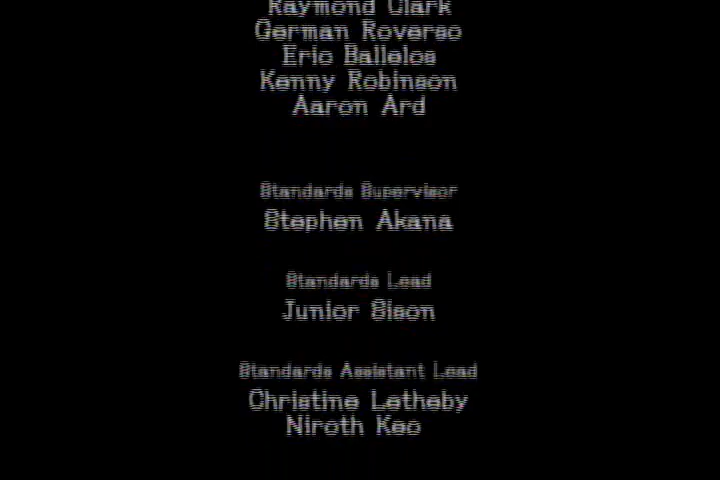 Raymond Clark
German Roverso
Eric Ballelos
Kenny Robinson
Aaron Ard
Standards Supervisor
Stephen Akana
Standards Lead
Junior Sison
Standards Assistant Lead
Christine Letheby
Niroth Keo